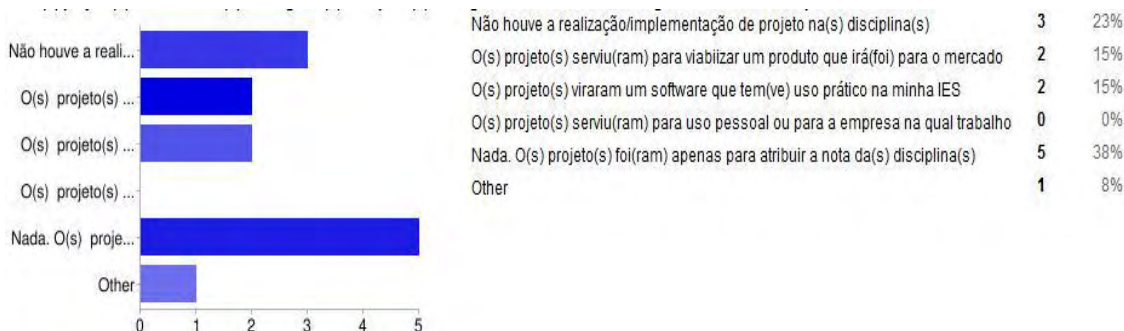 Não houve a reali...
O(s) projeto(s) ...
O(s) projeto(s) ...
O(s) projeto(s) ...
Nada. O(s) proje...
Other
0 1 2 3 4 5
Não houve a realização/implementação de projeto na(s) disciplina(s) 3 23%
O(s) projeto(s) serviu(ram) para viabiizar um produto que irá(foi) para o mercado 2 15%
O(s) projeto(s) viraram um software que tem(ve) uso prático na minha IES 2 15%
O(s) projeto(s) serviu(ram) para uso pessoal ou para a empresa na qual trabalho 0 0%
Nada. O(s) projeto(s) foi(ram) apenas para atribuir a nota da(s) disciplina(s) 5 38%
Other 1 8%